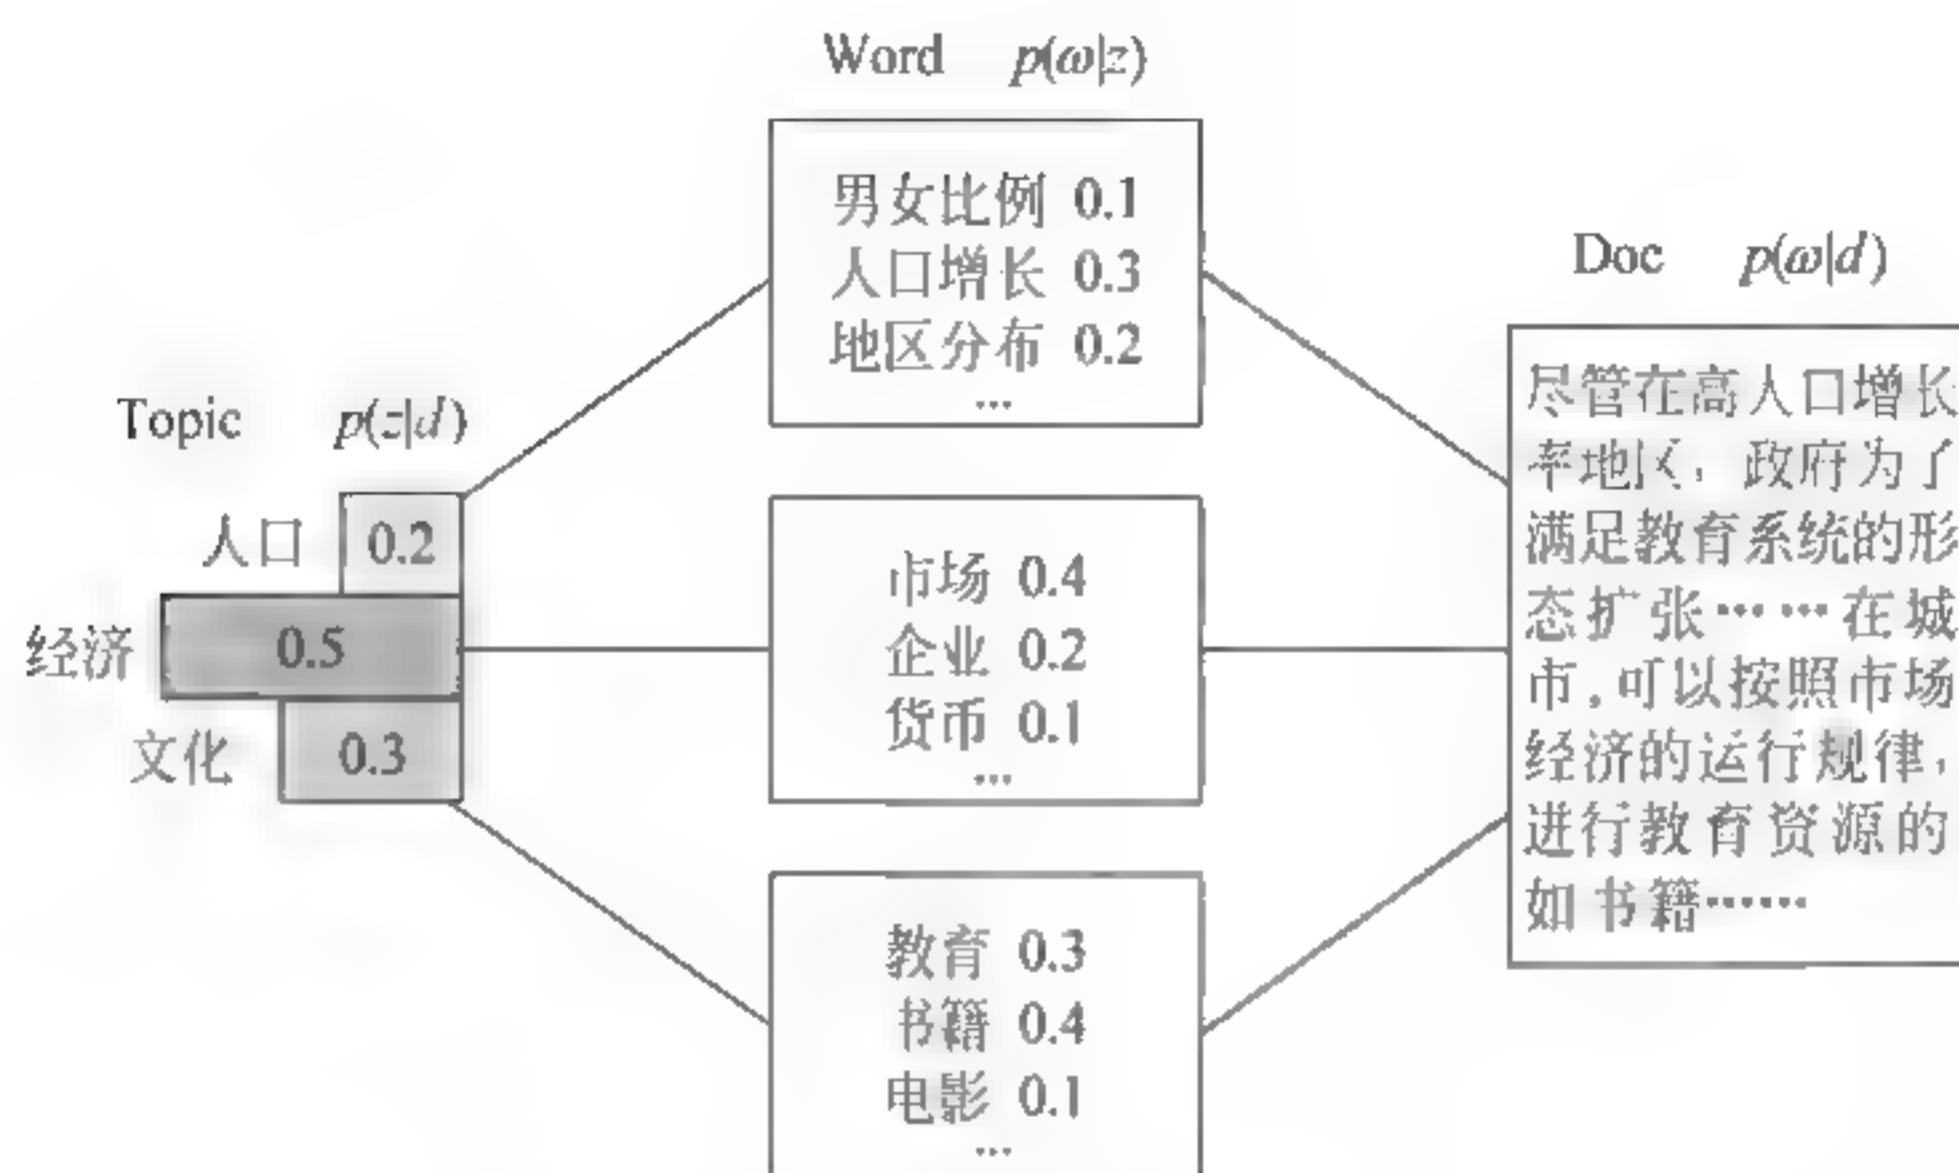 Word p(ω|z)
男女比例 0.1
人口增长 0.3
地区分布 0.2
...
Doc p(ω|d)
尽管在高人口增长
率地区，政府为了
满足教育系统的形
态扩张……在城
市，可以按照市场
经济的运行规律，
进行教育资源的
如书籍……
Topic p(z|d)
人口 0.2
经济 0.5
文化 0.3
市场 0.4
企业 0.2
货币 0.1
...
教育 0.3
书籍 0.4
电影 0.1
...